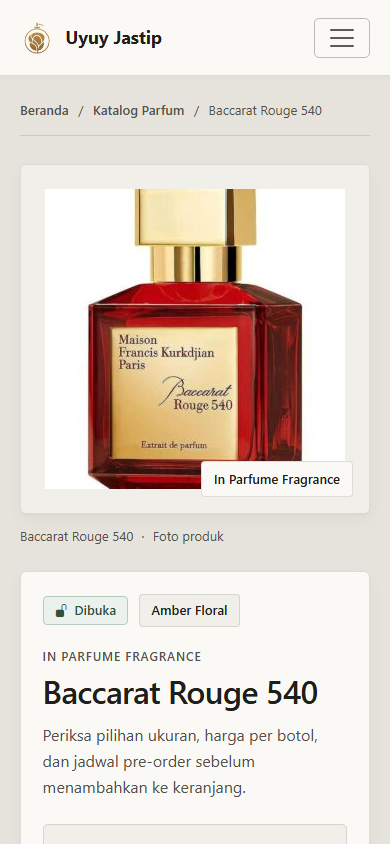 Uyuy Jastip
Beranda / Katalog Parfum / Baccarat Rouge 540
Maison
Francis Kurkdjian
Paris
Baccarat
Rouge 540
Extrait de parfum
In Parfume Fragrance
Baccarat Rouge 540 · Foto produk
Dibuka
Amber Floral
IN PARFUME FRAGRANCE
Baccarat Rouge 540
Periksa pilihan ukuran, harga per botol,
dan jadwal pre-order sebelum
menambahkan ke keranjang.